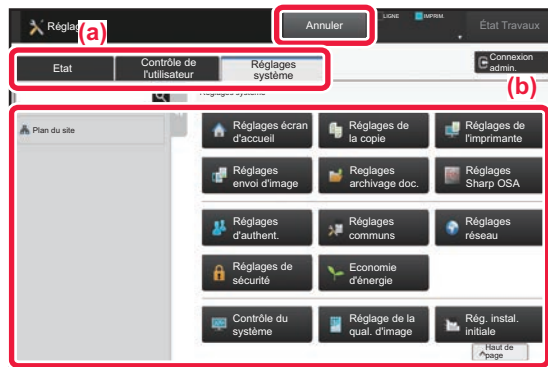 Réglag
(a)
Annuler
LIGNE
IMPRIM.
État Travaux
Etat
Contrôle de
l'utilisateur
Réglages
système
Connexion
admin.
(b)
Réglages système
Plan du site
Réglages écran
d'accueil
Réglages de
la copie
Réglages de
l'imprimante
Réglages
envoi d'image
Reglages
archivage doc.
Réglages
Sharp OSA
Réglages
d'authent.
Réglages
communs
Réglages
réseau
Réglages de
sécurité
Economie
d'énergie
Contrôle du
système
Réglage de la
qual. d'image
Rég. instal.
initiale
Haut de
page